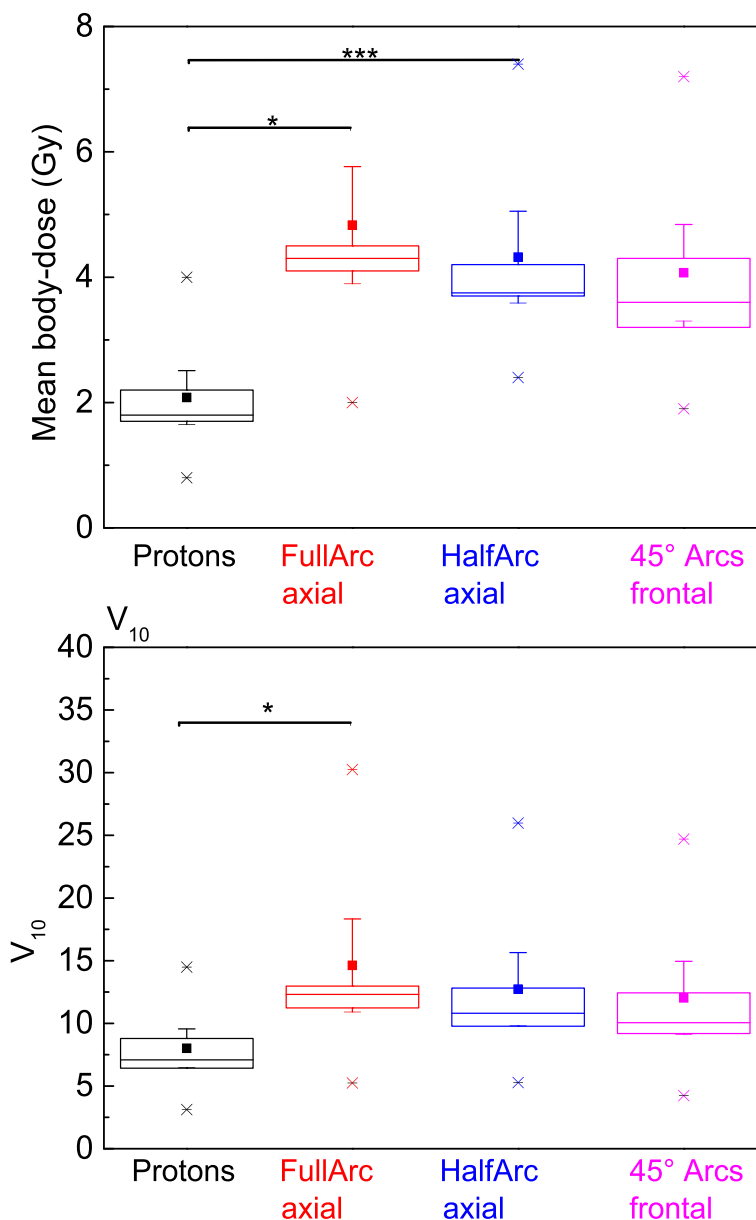 8
***
*
6
Mean body-dose (Gy)
4
2
0
Protons FullArc HalfArc 45° Arcs
axial axial frontal
V10
40
35
*
30
25
20
V10
15
10
5
0
Protons FullArc HalfArc 45° Arcs
axial axial frontal